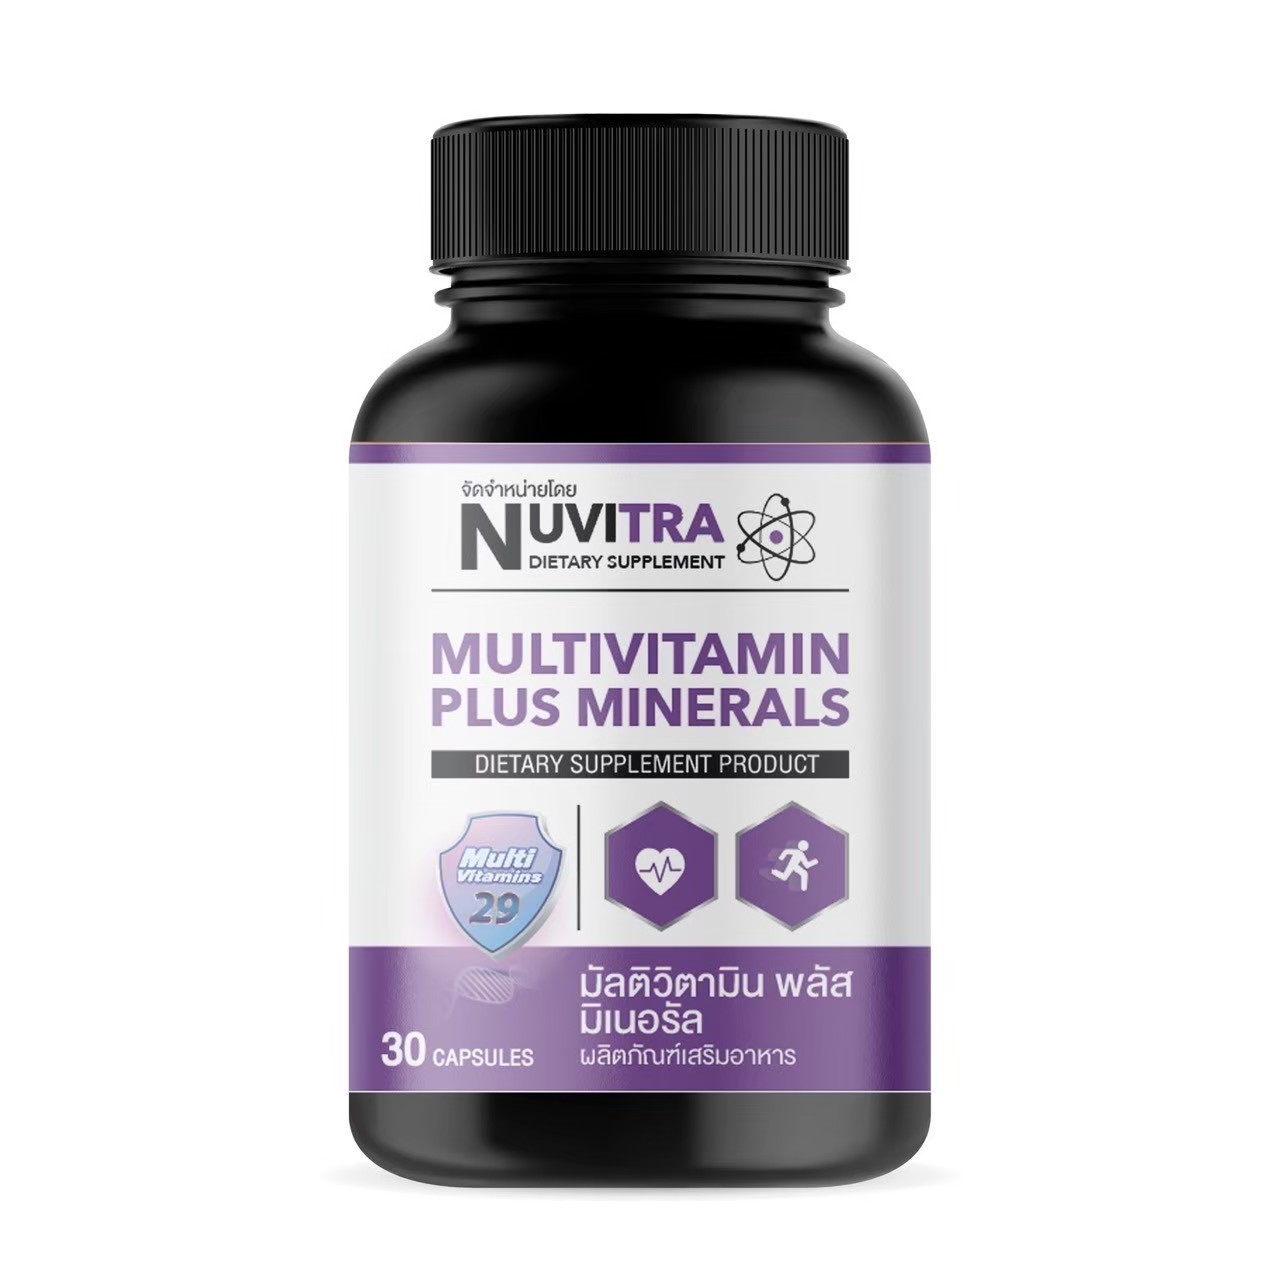 จัดจำหน่ายโดย
NUVITRA
DIETARY SUPPLEMENT
MULTIVITAMIN
PLUS MINERALS
DIETARY SUPPLEMENT PRODUCT
Multi
Vitamins
29
มัลติวิตามิน พลัส
มิเนอรัล
ผลิตภัณฑ์เสริมอาหาร
30 CAPSULES